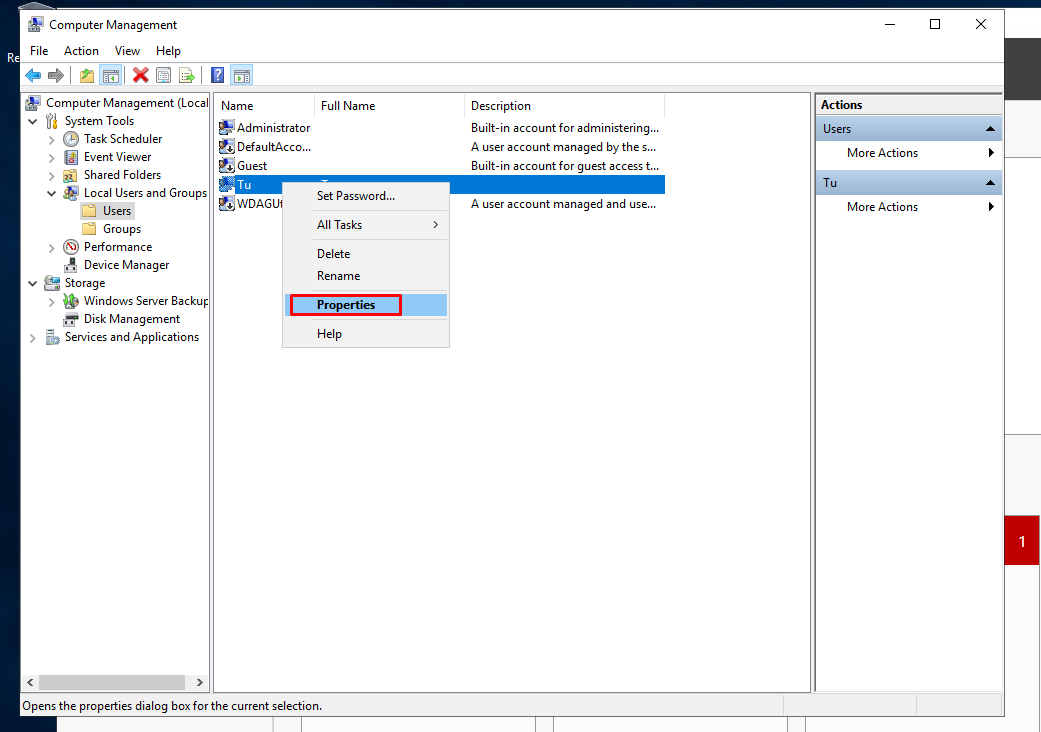 Re
Computer Management
File Action View Help
Computer Management (Local
System Tools
Task Scheduler
Event Viewer
Shared Folders
Local Users and Groups
Users
Groups
Performance
Device Manager
Storage
Windows Server Backup
Disk Management
Services and Applications
Name Full Name Description
Administrator Built-in account for administering...
DefaultAcco... A user account managed by the s...
Guest Built-in account for guest access t...
Tu
WDAGUt A user account managed and use...
Set Password...
All Tasks
Delete
Rename
Properties
Help
Actions
Users
More Actions
Tu
More Actions
1
Opens the properties dialog box for the current selection.